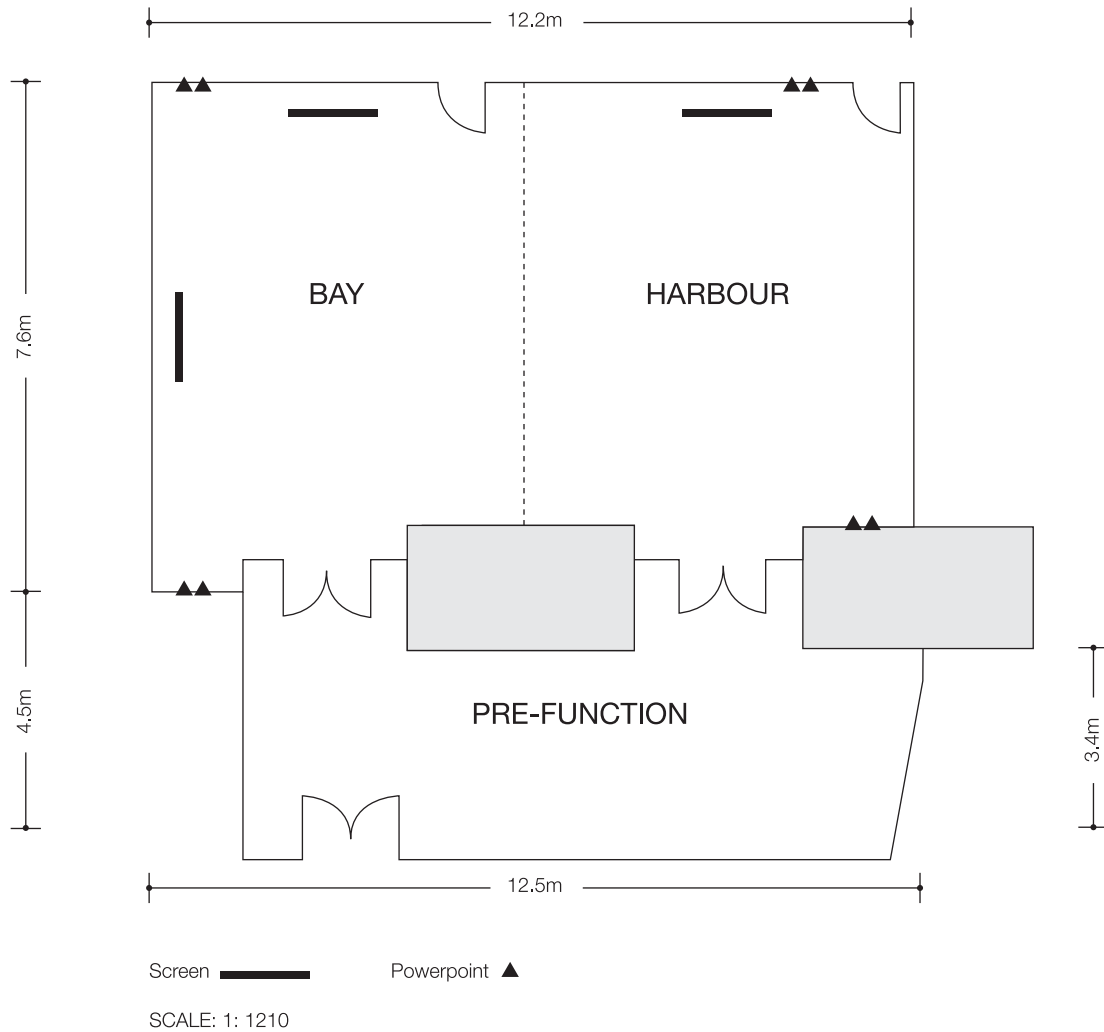 12.2m
7.6m
BAY
HARBOUR
4.5m
PRE-FUNCTION
3.4m
12.5m
Screen
Powerpoint
SCALE: 1: 1210